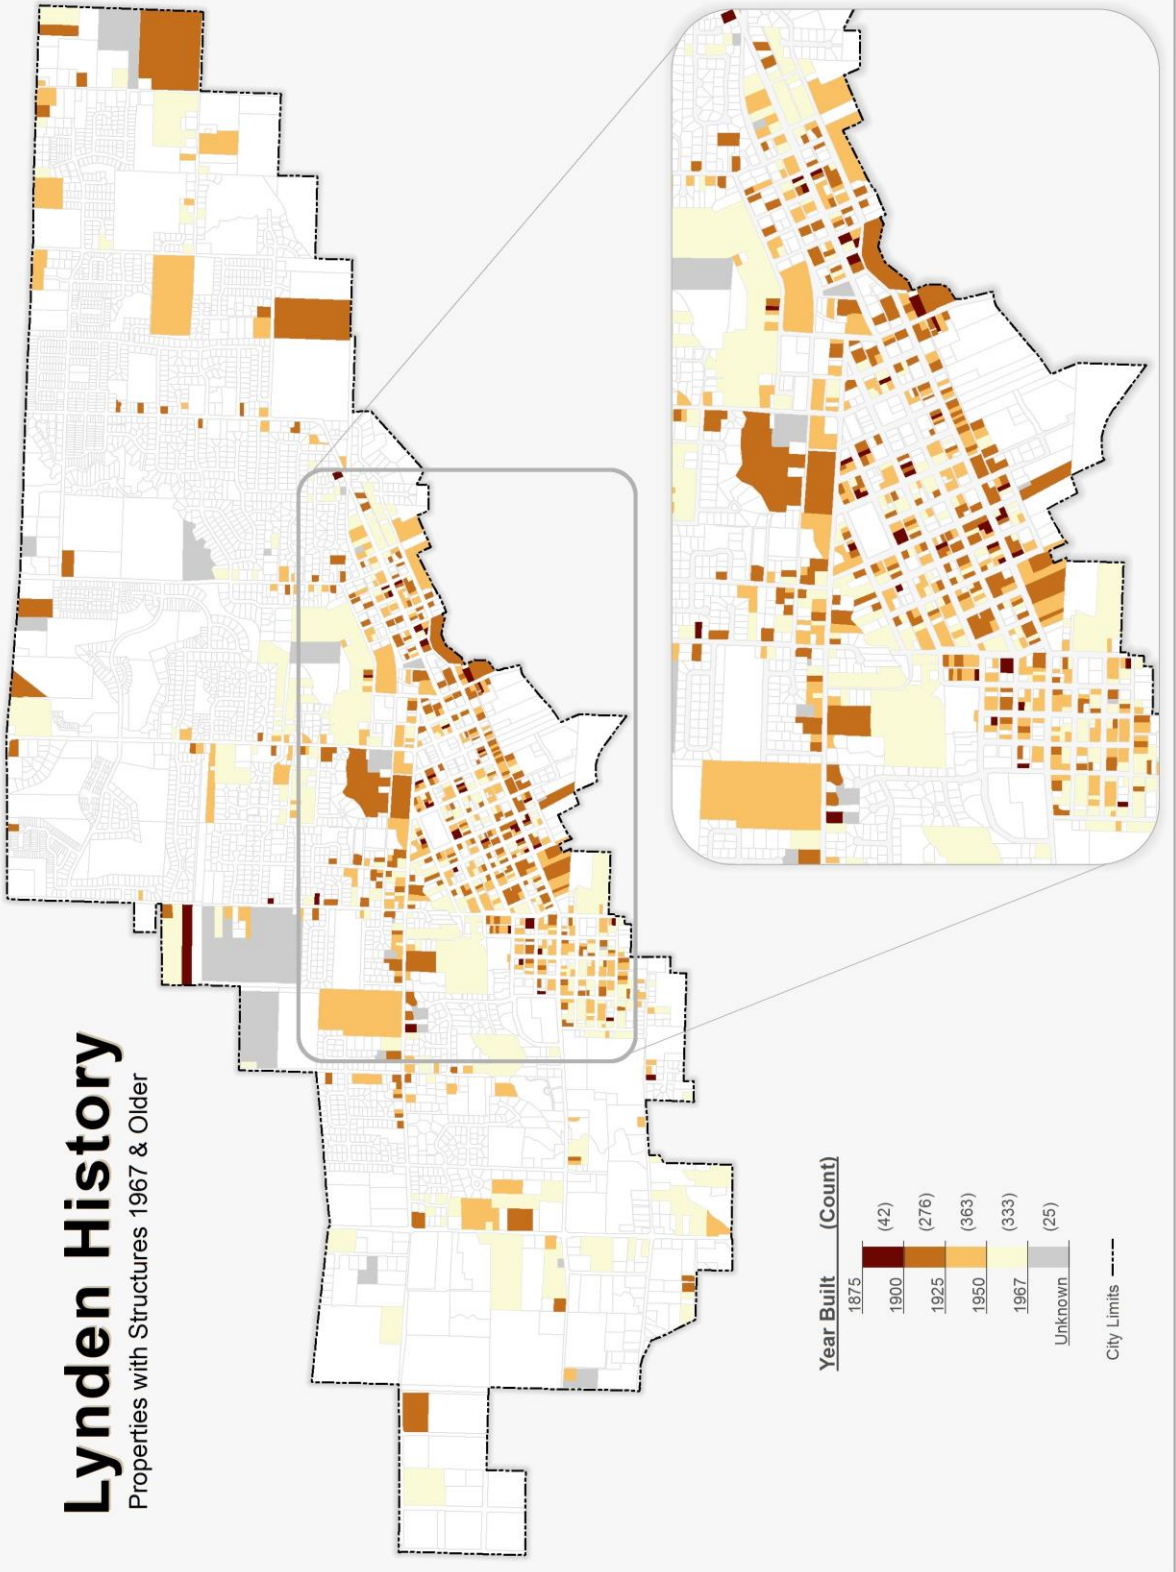 Lynden History
Properties with Structures 1967 & Older
Year Built (Count)
1875
(42)
1900
(276)
1925
(363)
1950
(333)
1967
(25)
Unknown
City Limits